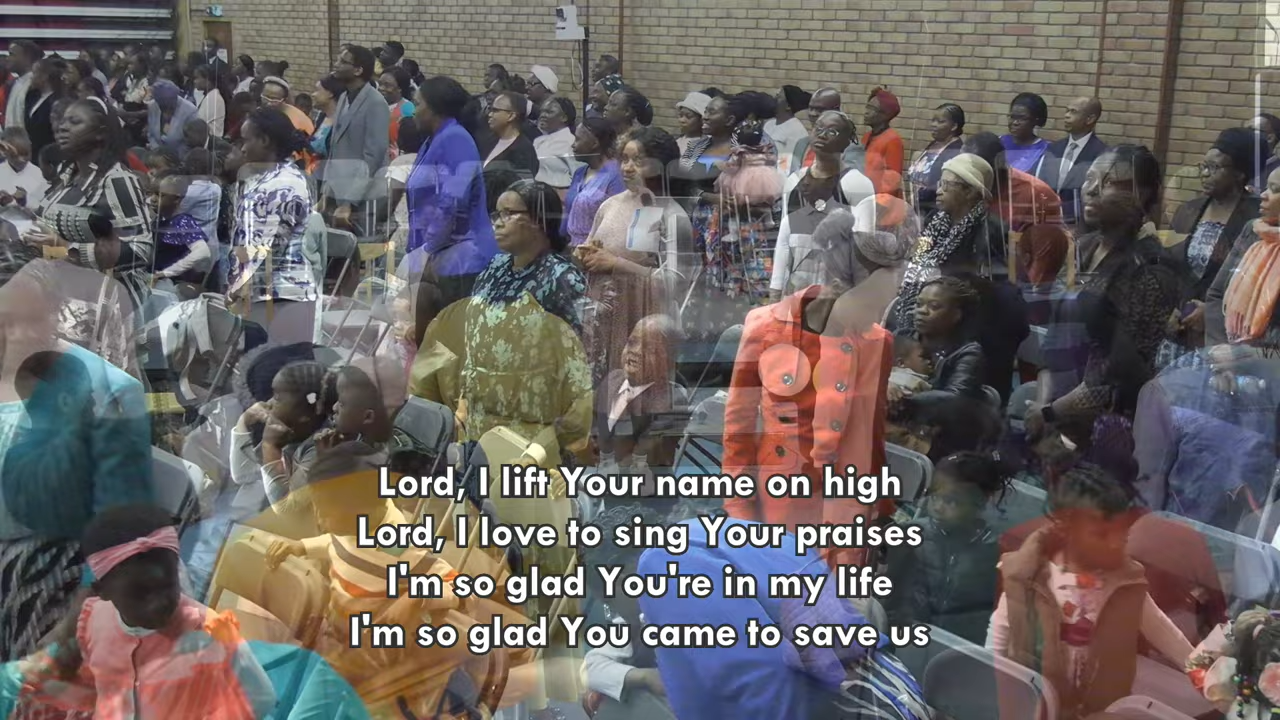 Lord, I lift Your name on high
Lord, I love to sing Your praises
I'm so glad You're in my life
I'm so glad You came to save us